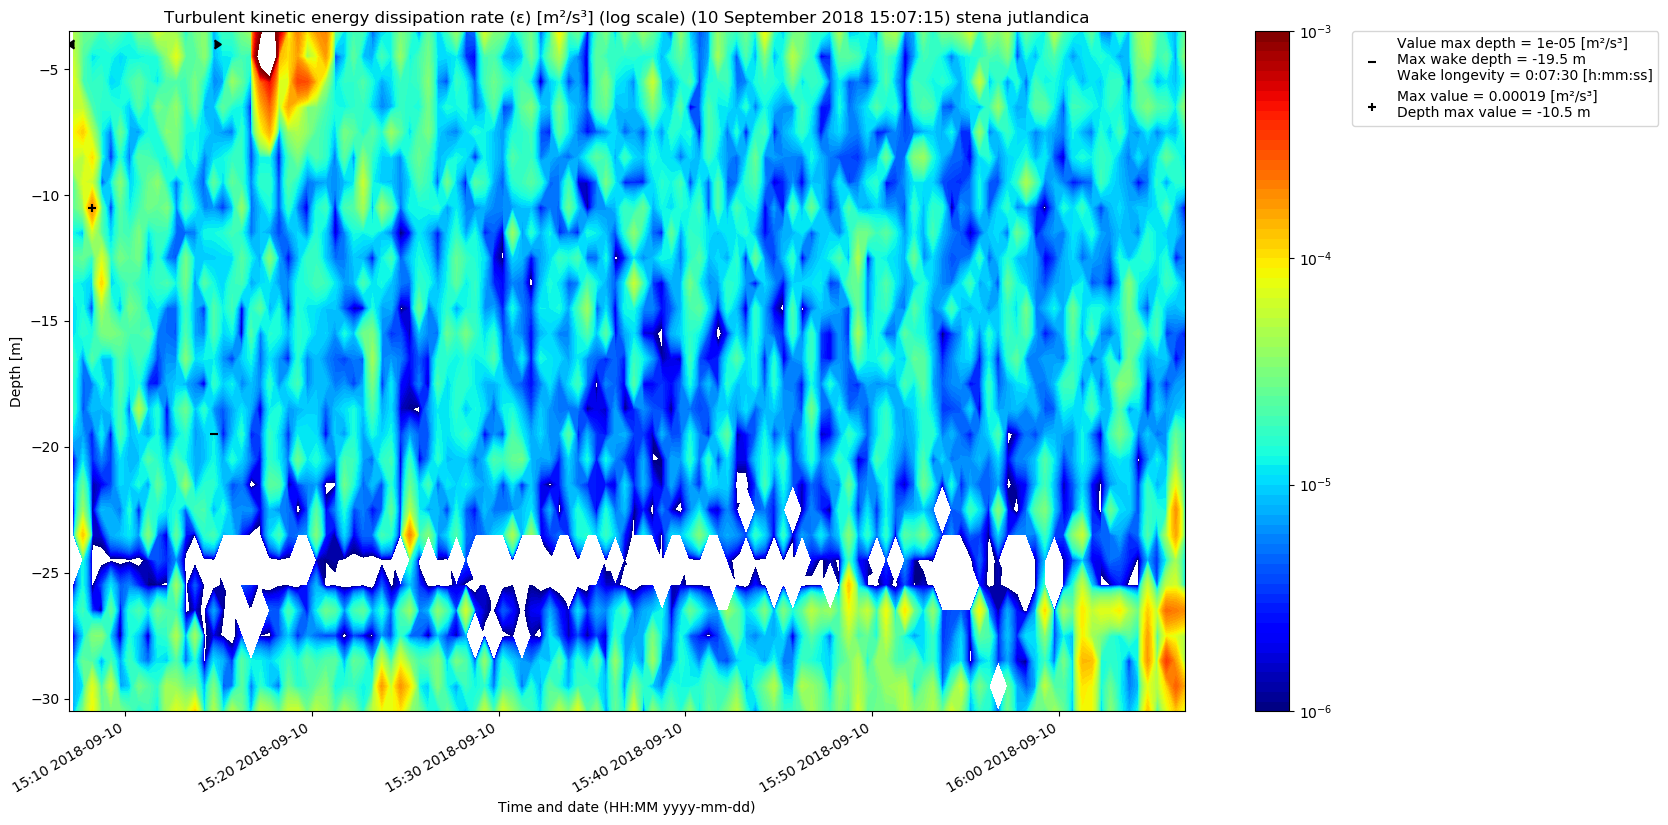 Turbulent kinetic energy dissipation rate (ε) [m²/s³] (log scale) (10 September 2018 15:07:15) stena jutlandica
Depth [m]
−5
−10
−15
−20
−25
−30
15:10 2018-09-10
15:20 2018-09-10
15:30 2018-09-10
15:40 2018-09-10
15:50 2018-09-10
16:00 2018-09-10
Time and date (HH:MM yyyy-mm-dd)
10⁻³
10⁻⁴
10⁻⁵
10⁻⁶
Value max depth = 1e-05 [m²/s³]
Max wake depth = -19.5 m
Wake longevity = 0:07:30 [h:mm:ss]
Max value = 0.00019 [m²/s³]
Depth max value = -10.5 m